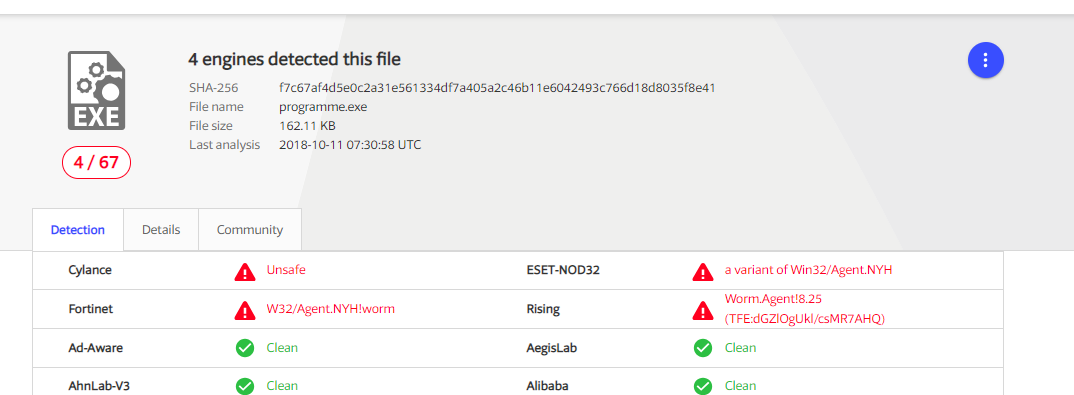 4 engines detected this file
SHA-256 f7c67af4d5e0c2a31e561334df7a405a2c46b11e6042493c766d18d8035f8e41
File name programme.exe
File size 162.11 KB
Last analysis 2018-10-11 07:30:58 UTC
EXE
4 / 67
Detection Details Community
Cylance Unsafe ESET-NOD32 a variant of Win32/Agent.NYH
Fortinet W32/Agent.NYH!worm Rising Worm.Agent!8.25
(TFE:dGZlOgUkl/csMR7AHQ)
Ad-Aware Clean AegisLab Clean
AhnLab-V3 Clean Alibaba Clean